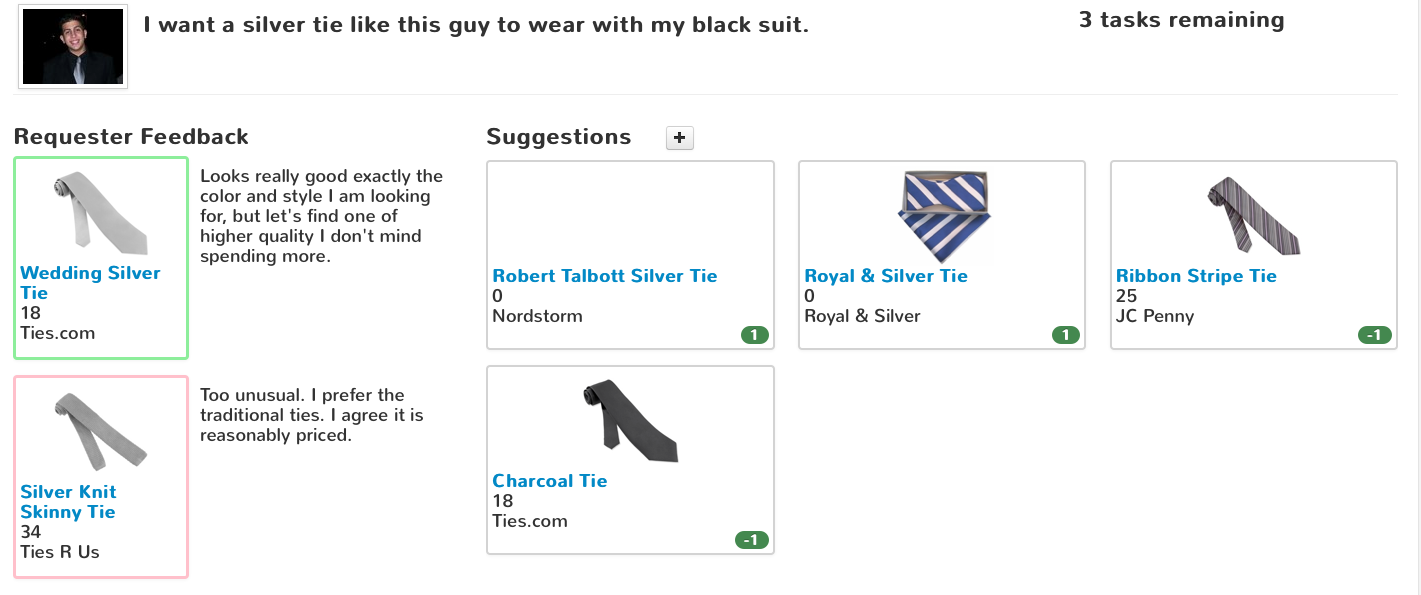 I want a silver tie like this guy to wear with my black suit.
3 tasks remaining
Requester Feedback
Wedding Silver
Tie
18
Ties.com
Looks really good exactly the
color and style I am looking
for, but let's find one of
higher quality I don't mind
spending more.
Silver Knit
Skinny Tie
34
Ties R Us
Too unusual. I prefer the
traditional ties. I agree it is
reasonably priced.
Suggestions +
Robert Talbott Silver Tie
0
Nordstorm
1
Royal & Silver Tie
0
Royal & Silver
1
Ribbon Stripe Tie
25
JC Penny
-1
Charcoal Tie
18
Ties.com
-1